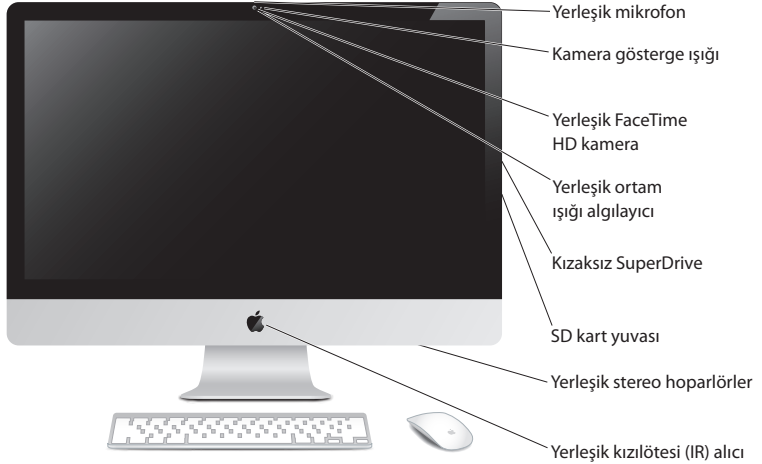 Yerleşik mikrofon
Kamera gösterge ışığı
Yerleşik FaceTime
HD kamera
Yerleşik ortam
ışığı algılayıcı
Kızaksız SuperDrive
SD kart yuvası
Yerleşik stereo hoparlörler
Yerleşik kızılötesi (IR) alıcı